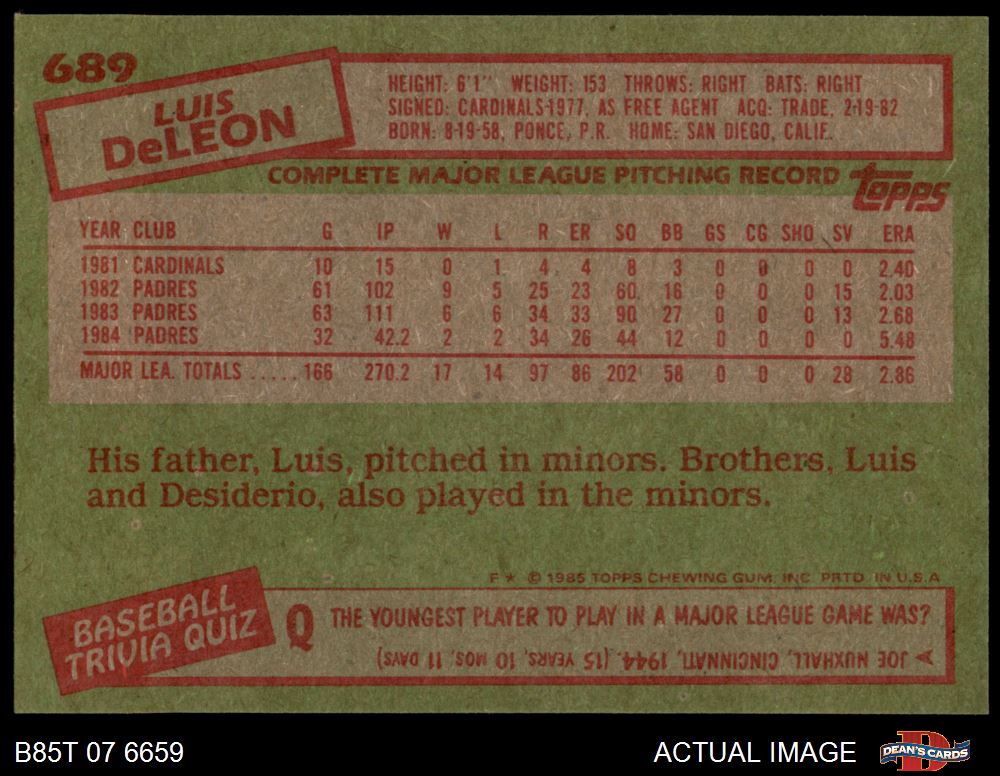 689
LUIS
DeLEON
HEIGHT: 6'1" WEIGHT: 153 THROWS: RIGHT BATS: RIGHT
SIGNED: CARDINALS-1977, AS FREE AGENT ACQ: TRADE, 2-19-82
BORN: 8-19-58, PONCE, P.R. HOME: SAN DIEGO, CALIF.
COMPLETE MAJOR LEAGUE PITCHING RECORD topps
YEAR CLUB G IP W L R ER SO BB GS CG SHO SV ERA
1981 CARDINALS 10 15 0 1 4 4 8 3 0 0 0 0 2.40
1982 PADRES 61 102 9 5 25 23 60 16 0 0 0 15 2.03
1983 PADRES 63 111 6 6 34 33 90 27 0 0 0 13 2.68
1984 PADRES 32 42.2 2 2 34 26 44 12 0 0 0 0 5.48
MAJOR LEA. TOTALS ..... 166 270.2 17 14 97 86 202 58 0 0 0 28 2.86
His father, Luis, pitched in minors. Brothers, Luis
and Desiderio, also played in the minors.
F★ © 1985 TOPPS CHEWING GUM, INC. PRTD. IN U.S.A
BASEBALL
TRIVIA QUIZ
Q THE YOUNGEST PLAYER TO PLAY IN A MAJOR LEAGUE GAME WAS?
A JOE NUXHALL, CINCINNATI, 1944. (15 YEARS, 10 MOS, 11 DAYS)
B85T 07 6659
ACTUAL IMAGE
D
DEAN'S CARDS